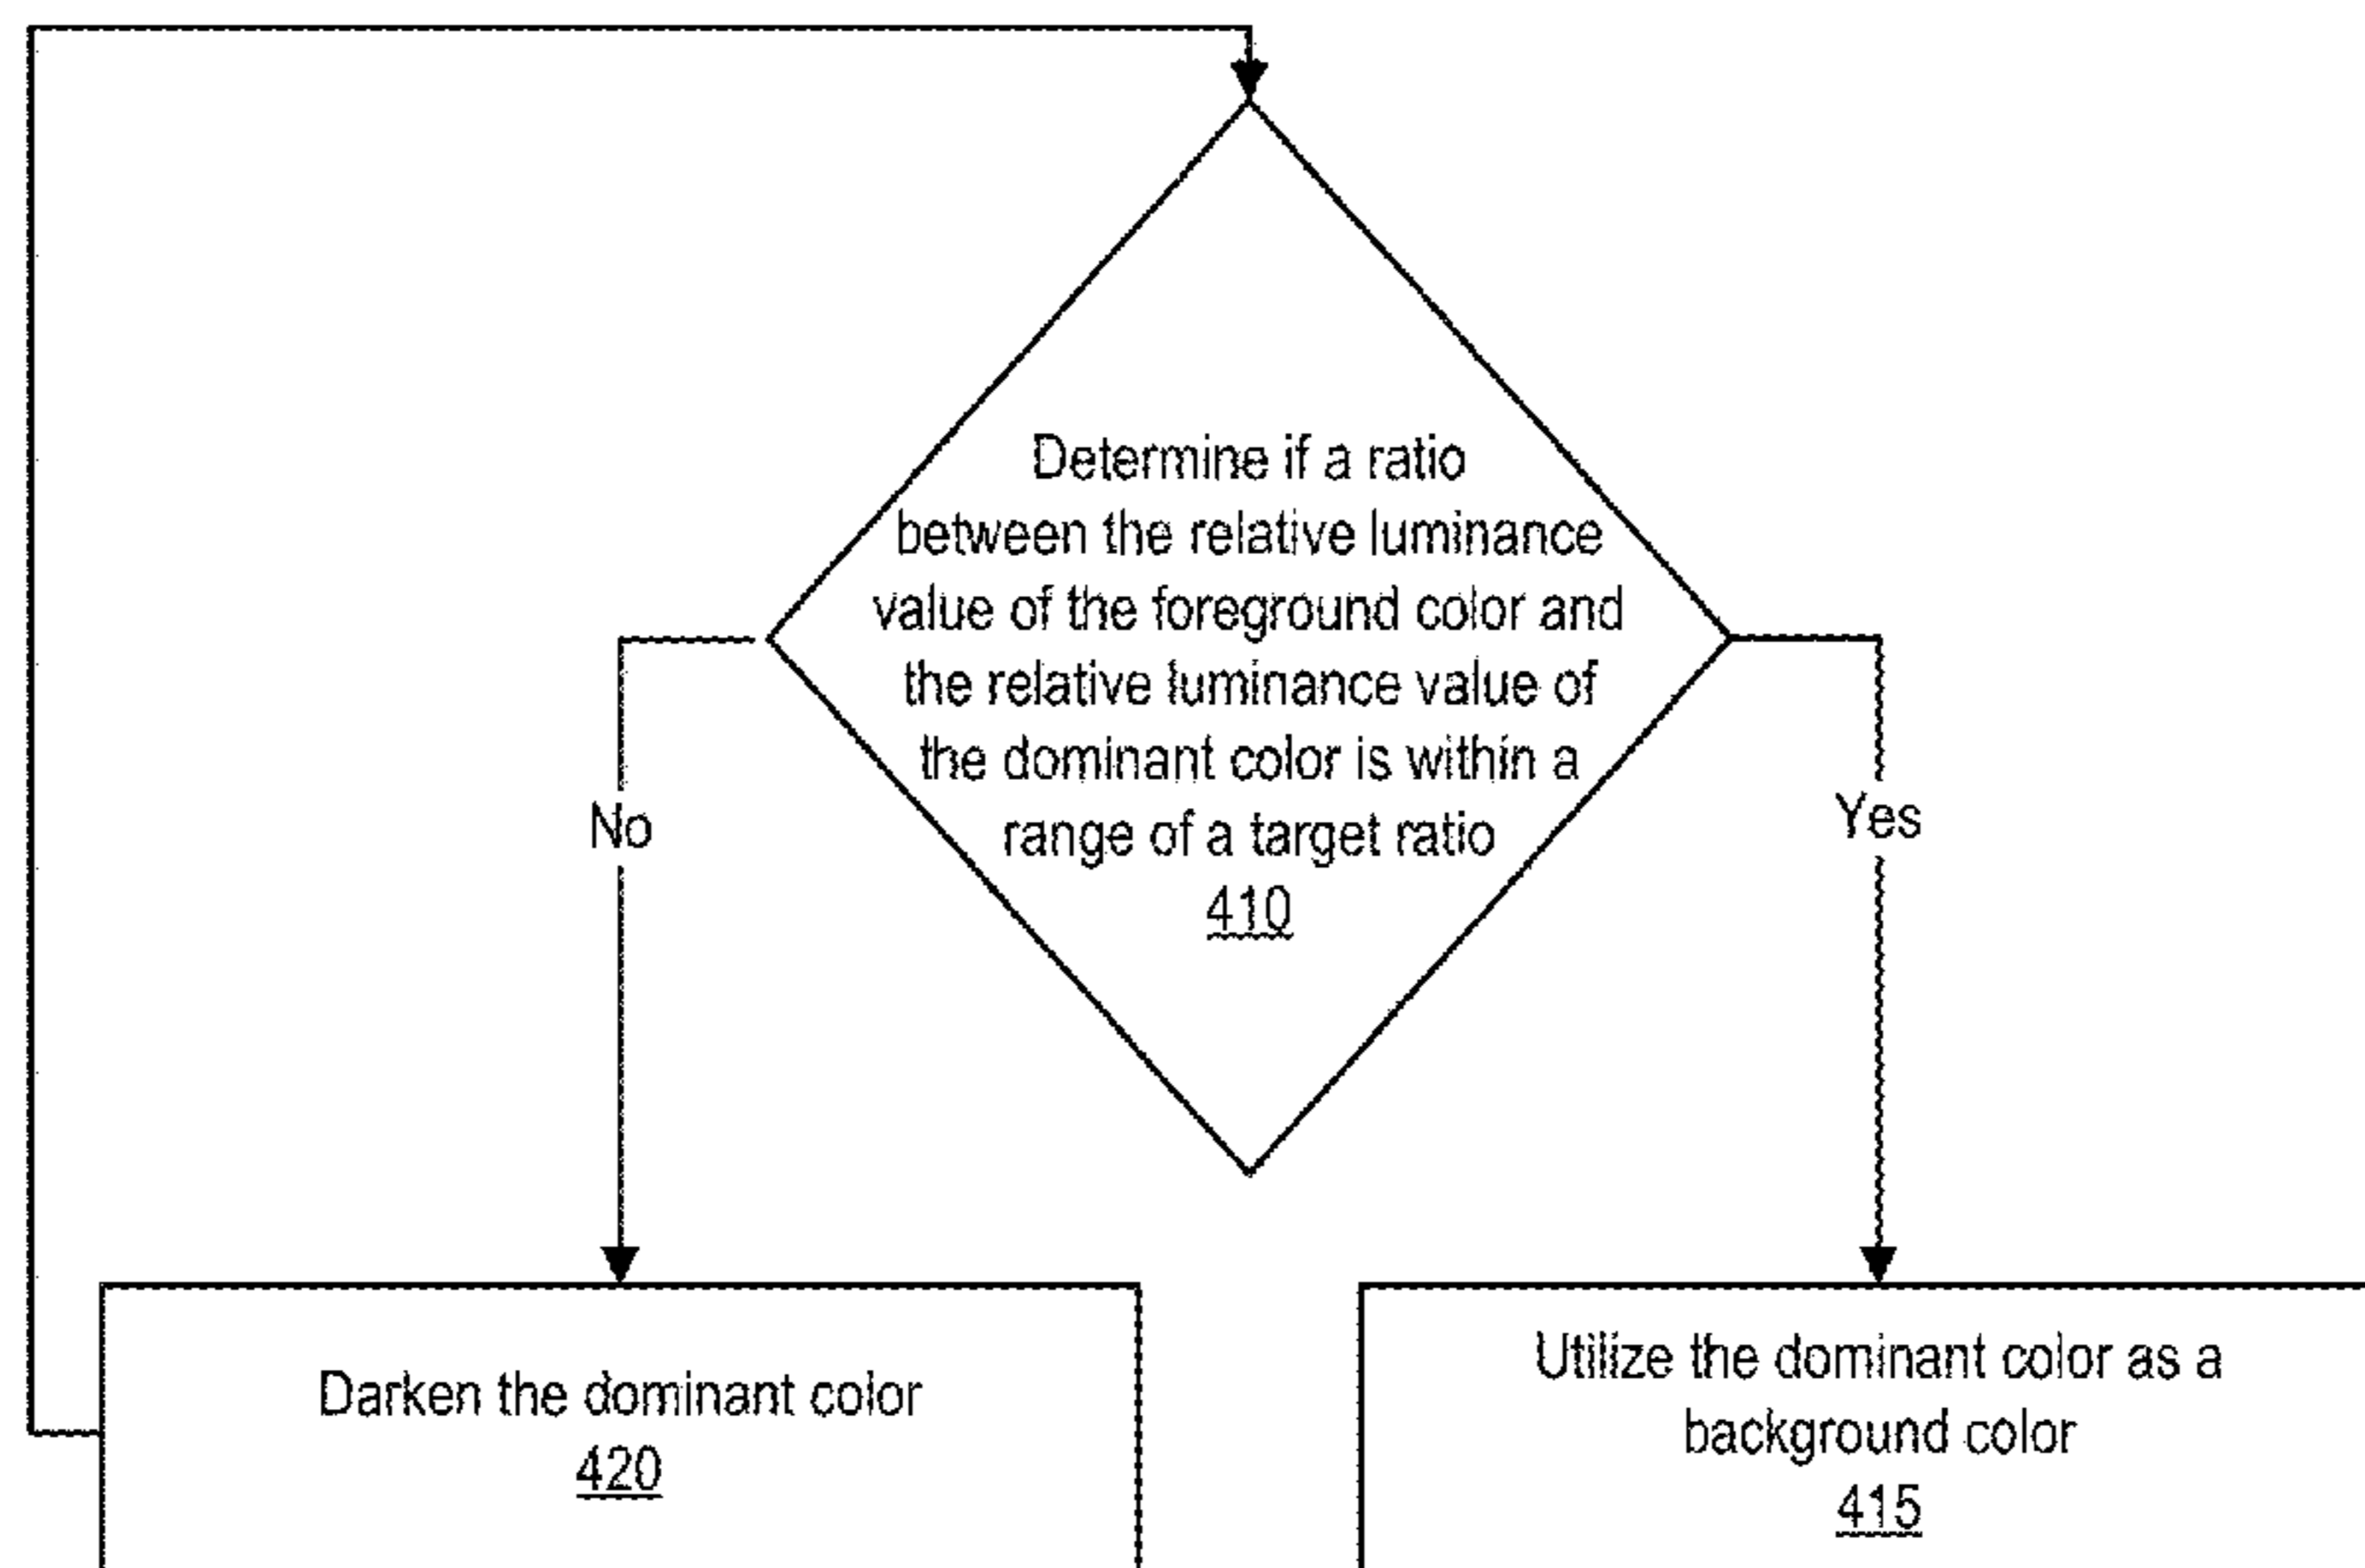 Determine if a ratio
between the relative luminance
value of the foreground color and
the relative luminance value of
the dominant color is within a
range of a target ratio
410
No
Yes
Darken the dominant color
420
Utilize the dominant color as a
background color
415